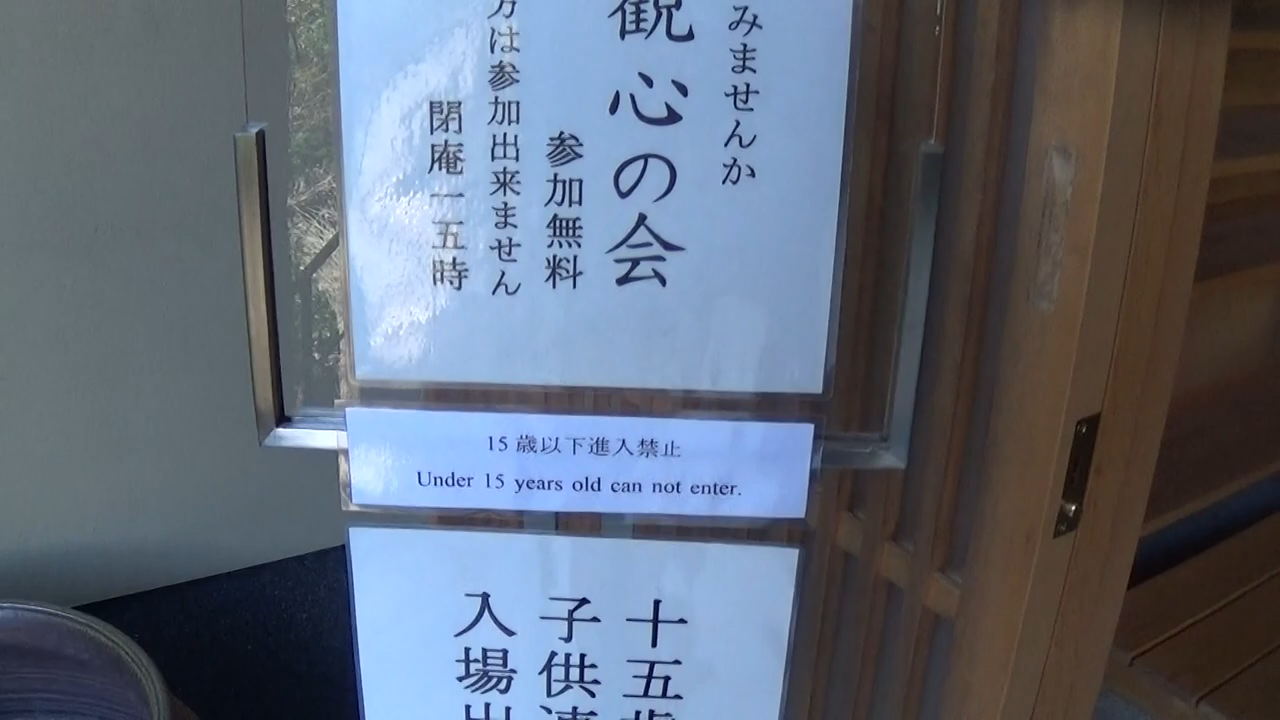 みませんか
観心の会
参加無料
方は参加出来ません
閉庵一五時
15 歳以下進入禁止
Under 15 years old can not enter.
十五歳
子供連
入場出